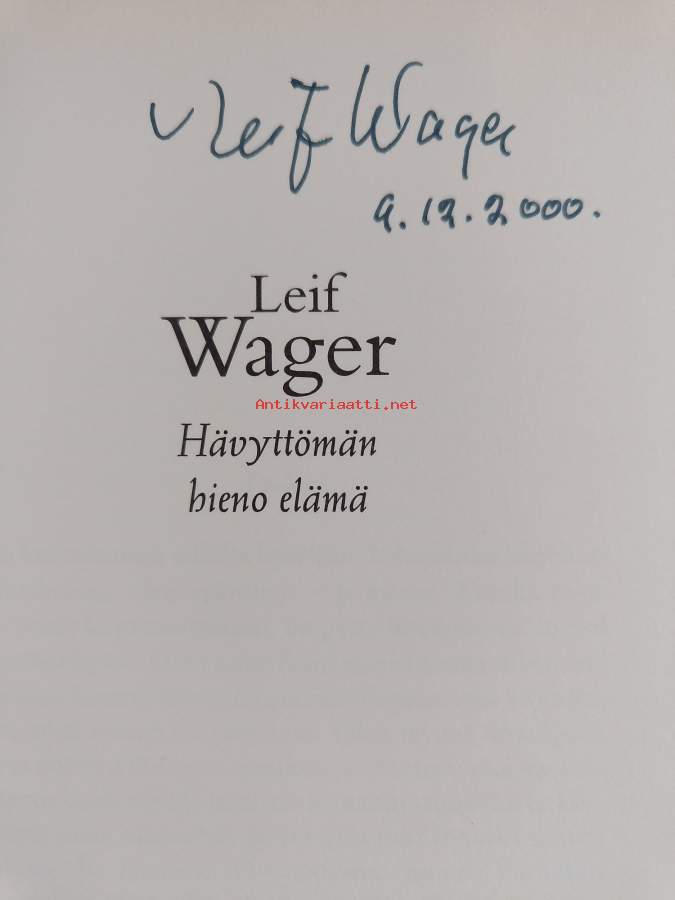 Leif Wager
9.12.2000.
Leif
Wager
Antikvariaatti.net
Hävyttömän
hieno elämä